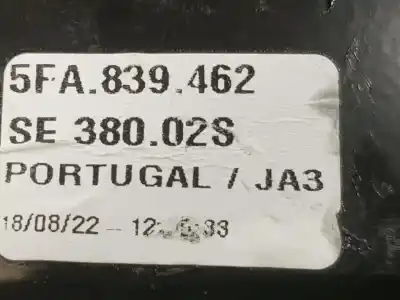 5FA.839.462
SE 380.02S
PORTUGAL / JA3
18/08/22 -